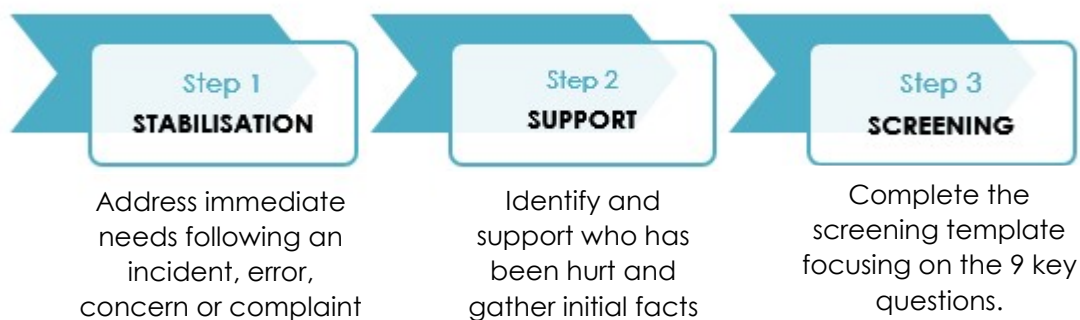 Step 1
STABILISATION
Address immediate
needs following an
incident, error,
concern or complaint
Step 2
SUPPORT
Identify and
support who has
been hurt and
gather initial facts
Step 3
SCREENING
Complete the
screening template
focusing on the 9 key
questions.